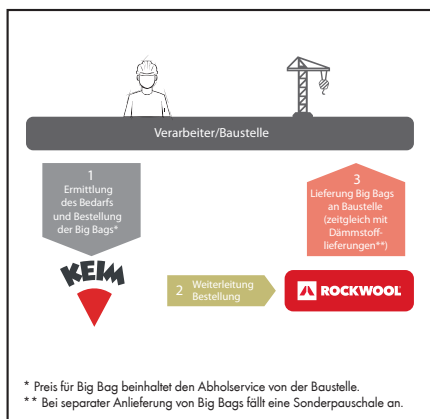 Verarbeiter/Baustelle
1
Ermittlung
des Bedarfs
und Bestellung
der Big Bags*
3
Lieferung Big Bags
an Baustelle
(zeitgleich mit
Dämmstoff-
lieferungen**)
KEIM
2 Weiterleitung
Bestellung
ROCKWOOL
* Preis für Big Bag beinhaltet den Abholservice von der Baustelle.
** Bei separater Anlieferung von Big Bags fällt eine Sonderpauschale an.